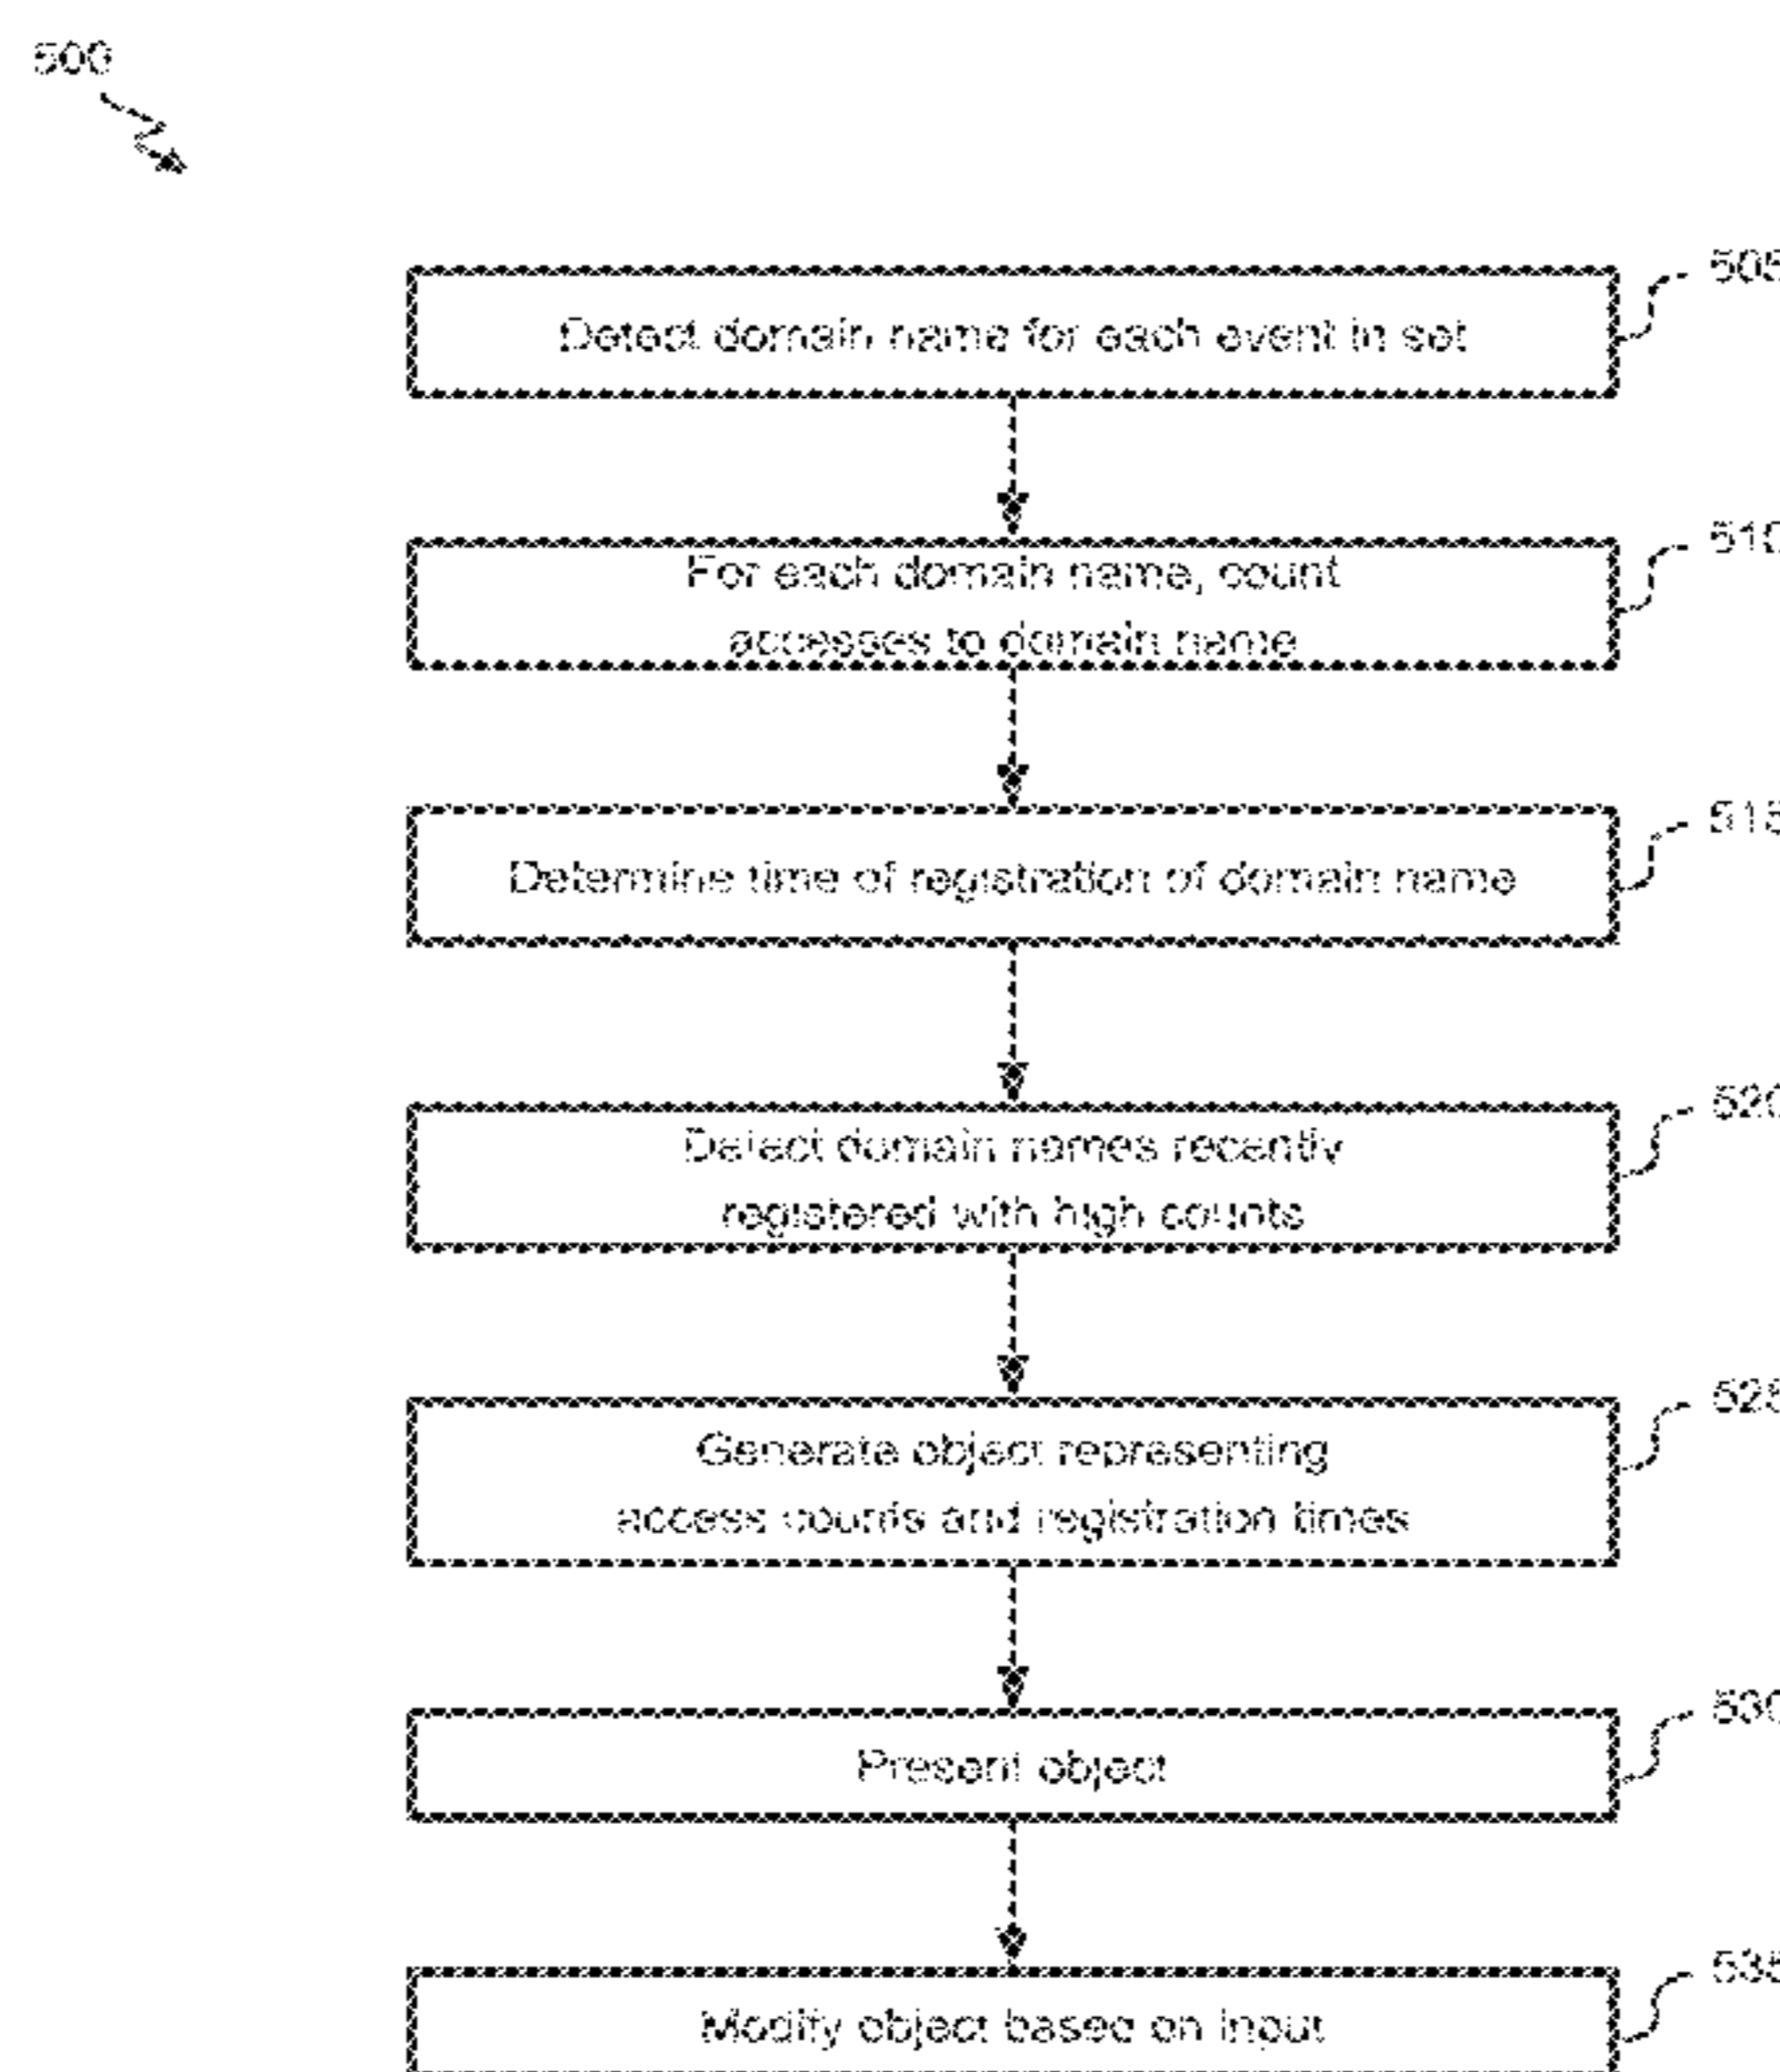 500
505
Detect domain name for each event in set
510
For each domain name, count
accesses to domain name
515
Determine time of registration of domain name
520
Detect domain names recently
registered with high counts
525
Generate object representing
access counts and registration times
530
Present object
535
Modify object based on input